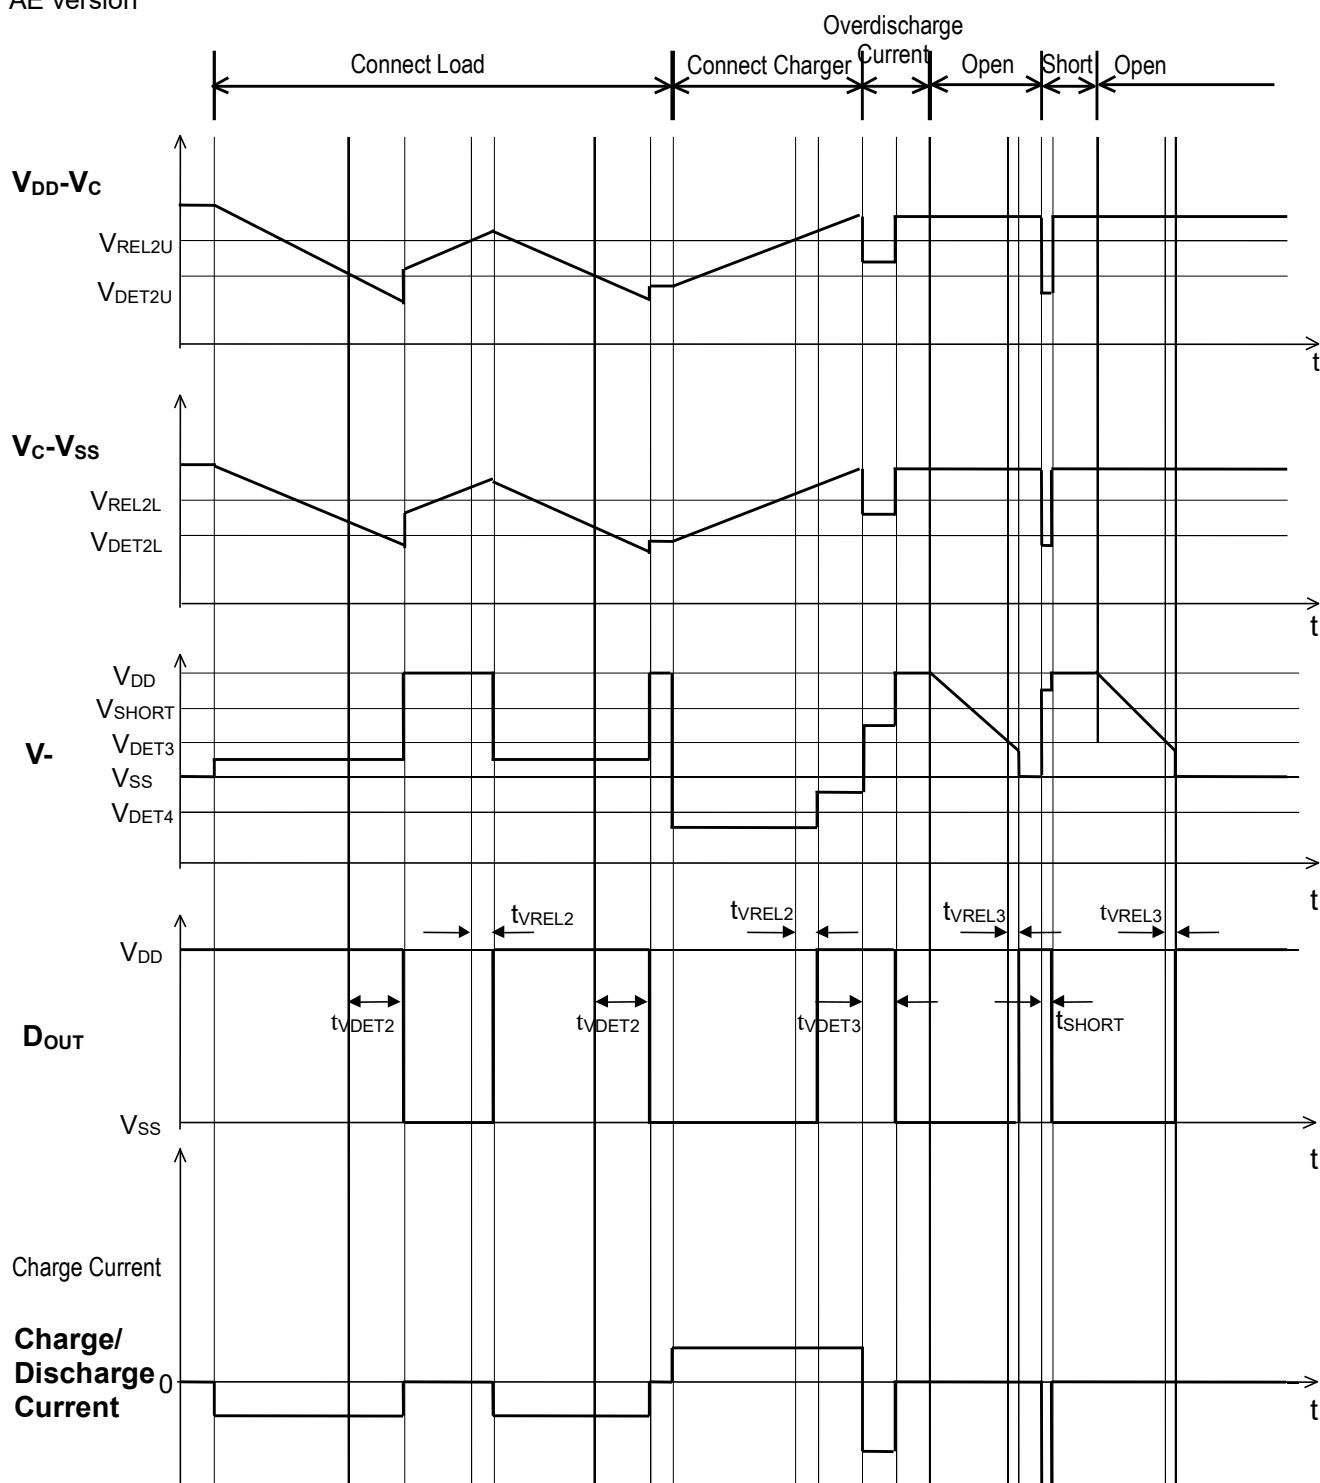 AE version
Overdischarge
Current
Connect Load
Connect Charger
Open
Short
Open
VDD-VC
VREL2U
VDET2U
t
VC-VSS
VREL2L
VDET2L
t
V-
VDD
VSHORT
VDET3
VSS
VDET4
t
DOUT
VDD
tVREL2
tVREL2
tVREL3
tVREL3
tVDET2
tVDET2
tVDET3
tSHORT
VSS
t
Charge Current
Charge/
Discharge
Current
0
t